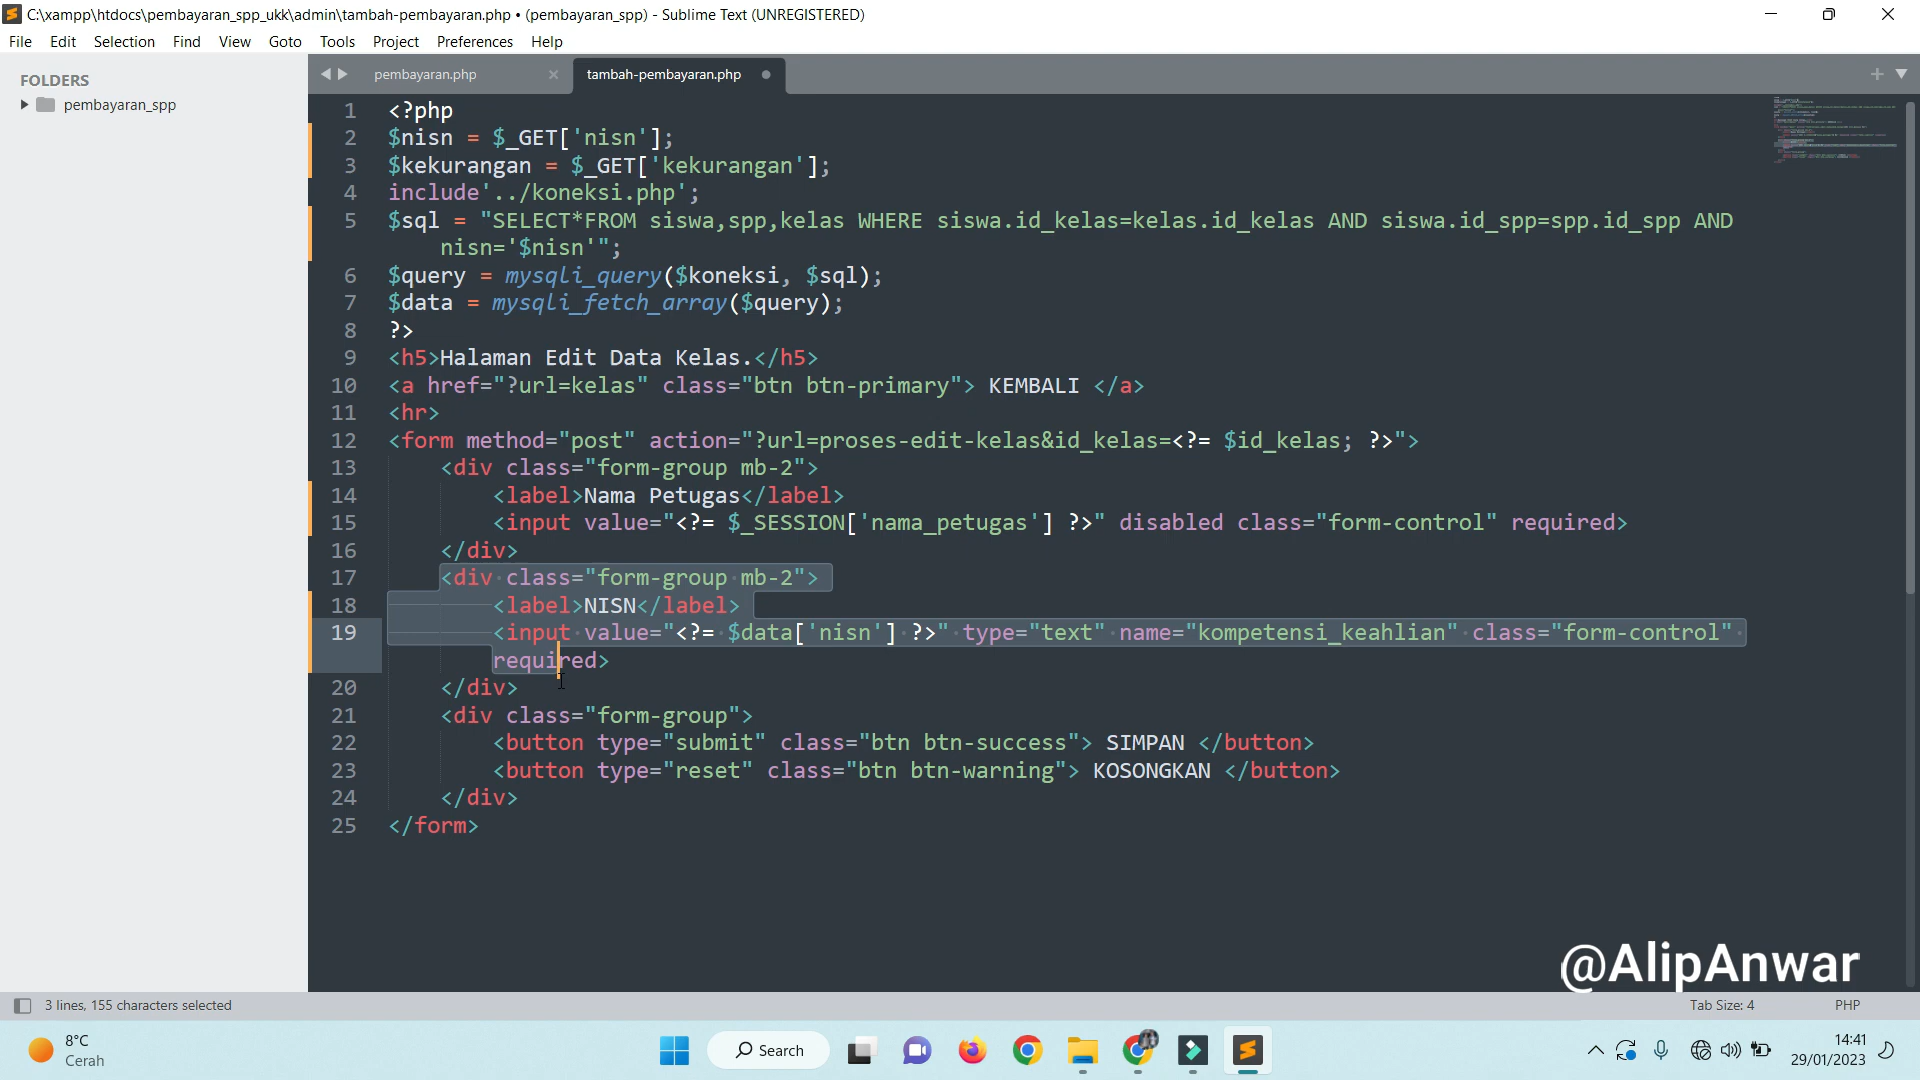 C:\xampp\htdocs\pembayaran_spp_ukk\admin\tambah-pembayaran.php • (pembayaran_spp) - Sublime Text (UNREGISTERED)
File Edit Selection Find View Goto Tools Project Preferences Help
FOLDERS
pembayaran_spp
pembayaran.php
tambah-pembayaran.php
1 <?php
2 $nisn = $_GET['nisn'];
3 $kekurangan = $_GET['kekurangan'];
4 include'../koneksi.php';
5 $sql = "SELECT*FROM siswa,spp,kelas WHERE siswa.id_kelas=kelas.id_kelas AND siswa.id_spp=spp.id_spp AND
nisn='$nisn'";
6 $query = mysqli_query($koneksi, $sql);
7 $data = mysqli_fetch_array($query);
8 ?>
9 <h5>Halaman Edit Data Kelas.</h5>
10 <a href="?url=kelas" class="btn btn-primary"> KEMBALI </a>
11 <hr>
12 <form method="post" action="?url=proses-edit-kelas&id_kelas=<?= $id_kelas; ?>">
13 <div class="form-group mb-2">
14 <label>Nama Petugas</label>
15 <input value="<?= $_SESSION['nama_petugas'] ?>" disabled class="form-control" required>
16 </div>
17 <div class="form-group mb-2">
18 <label>NISN</label>
19 <input value="<?= $data['nisn'] ?>" type="text" name="kompetensi_keahlian" class="form-control"
required>
20 </div>
21 <div class="form-group">
22 <button type="submit" class="btn btn-success"> SIMPAN </button>
23 <button type="reset" class="btn btn-warning"> KOSONGKAN </button>
24 </div>
25 </form>
@AlipAnwar
3 lines, 155 characters selected
Tab Size: 4
PHP
8°C
Cerah
Search
14:41
29/01/2023